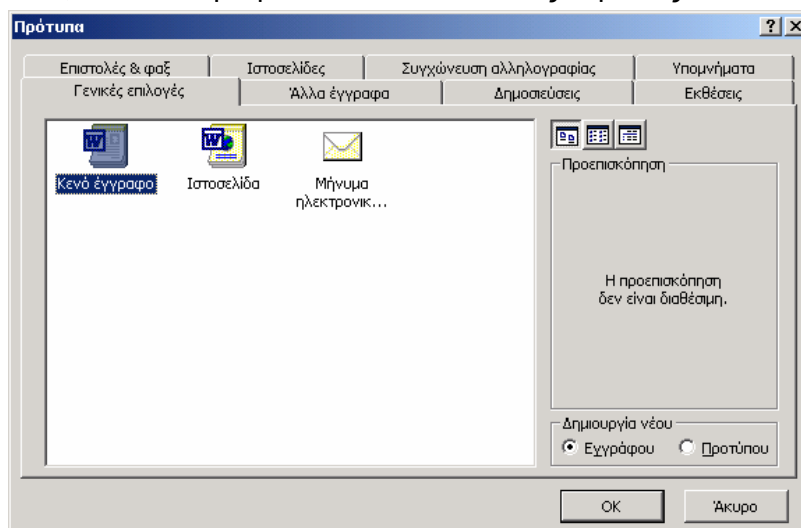 Πρότυπα
Επιστολές & φαξ
Ιστοσελίδες
Συγχώνευση αλληλογραφίας
Υπομνήματα
Γενικές επιλογές
Άλλα έγγραφα
Δημοσιεύσεις
Εκθέσεις
Κενό έγγραφο
Ιστοσελίδα
Μήνυμα
ηλεκτρονικ...
Προεπισκόπηση
Η προεπισκόπηση
δεν είναι διαθέσιμη.
Δημιουργία νέου
Εγγράφου
Προτύπου
OK
Άκυρο